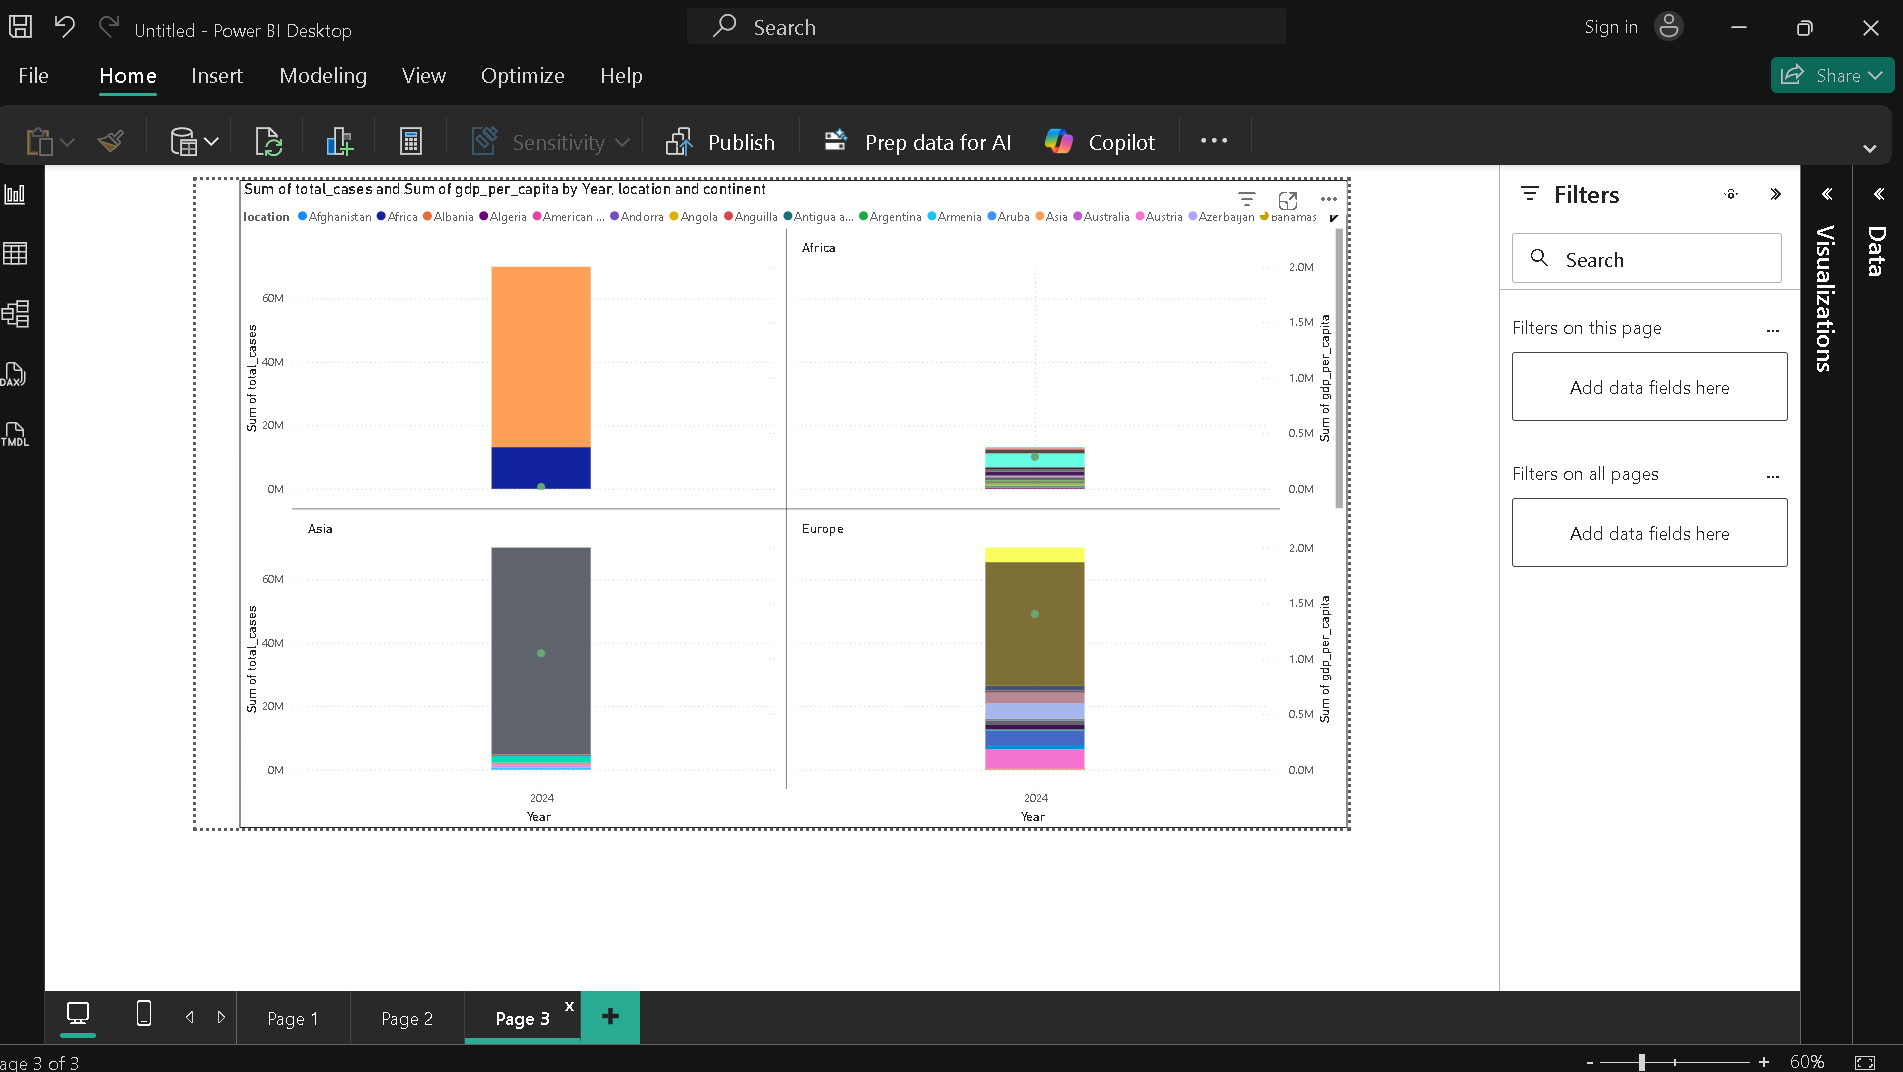 Untitled - Power BI Desktop
Search
Sign in
File Home Insert Modeling View Optimize Help
Share
Sensitivity Publish Prep data for AI Copilot ...
Sum of total_cases and Sum of gdp_per_capita by Year, location and continent
location Afghanistan Africa Albania Algeria American ... Andorra Angola Anguilla Antigua a... Argentina Armenia Aruba Asia Australia Austria Azerbaijan Bahamas
Africa
60M
40M
20M
0M
Sum of total_cases
2.0M
1.5M
1.0M
0.5M
0.0M
Sum of gdp_per_capita
Asia
Europe
60M
40M
20M
0M
Sum of total_cases
2.0M
1.5M
1.0M
0.5M
0.0M
Sum of gdp_per_capita
2024
Year
2024
Year
Filters
Search
Filters on this page ...
Add data fields here
Filters on all pages ...
Add data fields here
Visualizations
Data
DAX
TMDL
Page 1 Page 2 Page 3 x +
age 3 of 3
- + 60%